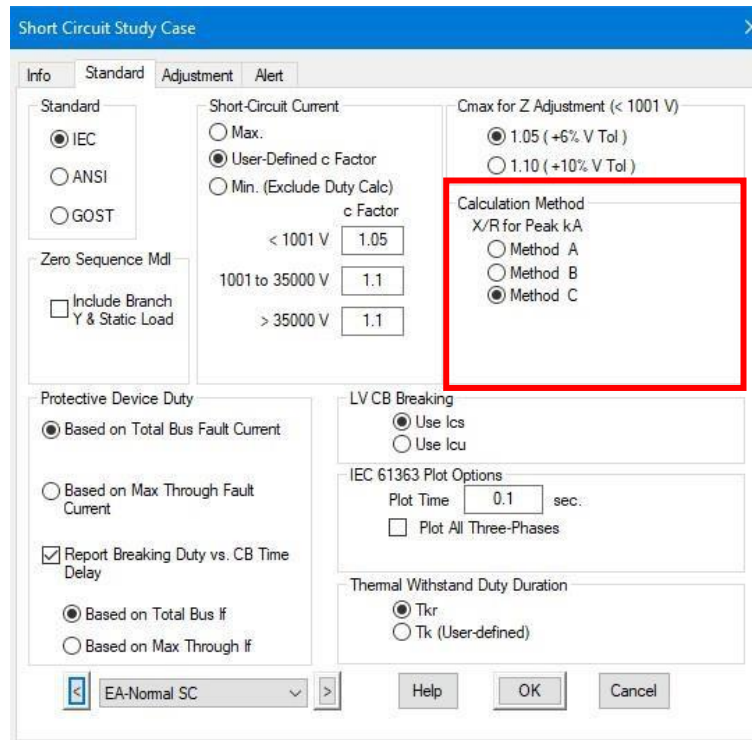 Short Circuit Study Case
Info Standard Adjustment Alert
Standard
IEC
ANSI
GOST
Short-Circuit Current
Max.
User-Defined c Factor
Min. (Exclude Duty Calc)
c Factor
< 1001 V 1.05
1001 to 35000 V 1.1
> 35000 V 1.1
Cmax for Z Adjustment (< 1001 V)
1.05 ( +6% V Tol )
1.10 ( +10% V Tol )
Calculation Method
X/R for Peak kA
Method A
Method B
Method C
Zero Sequence Mdl
Include Branch
Y & Static Load
Protective Device Duty
Based on Total Bus Fault Current
Based on Max Through Fault
Current
Report Breaking Duty vs. CB Time
Delay
Based on Total Bus If
Based on Max Through If
LV CB Breaking
Use Ics
Use Icu
IEC 61363 Plot Options
Plot Time 0.1 sec.
Plot All Three-Phases
Thermal Withstand Duty Duration
Tkr
Tk (User-defined)
< EA-Normal SC > Help OK Cancel